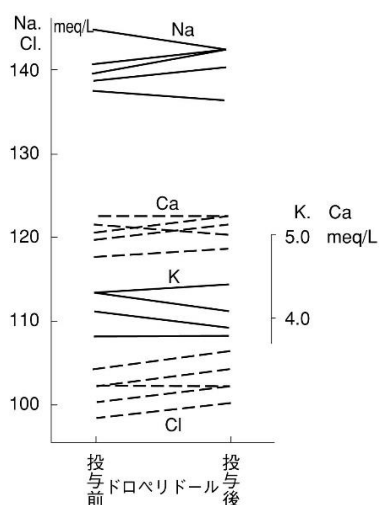 Na. meq/L
Cl.
Na
140
130
Ca
120
K. Ca
5.0 meq/L
K
4.0
110
100
Cl
投与前 ドロペリドール 投与後